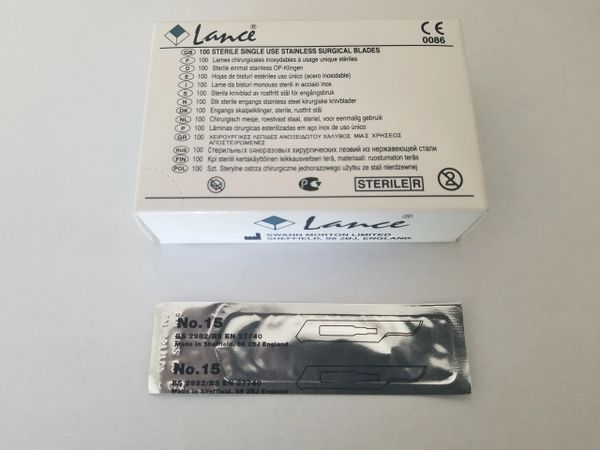 Lance®
CE
0086
GB 100 STERILE SINGLE USE STAINLESS SURGICAL BLADES
F 100 Lames chirurgicales inoxydables à usage unique stériles
D 100 Sterile einmal stainless OP-Klingen
E 100 Hojas de bisturí estériles uso único (acero inoxidable)
I 100 Lame da bisturi monouso sterili in acciaio inox
S 100 Sterila knivblad av rostfritt stål för engångsbruk
N 100 Stk sterile engangs stainless steel kirurgiske knivblader
DK 100 Engangs skalpelklinger, sterile, rustfrit stål
NL 100 Chirurgisch mesje, roestvast staal, steriel, voor eenmalig gebruik
P 100 Lâminas cirurgicas esterilizadas em aço inox de uso único
GR 100 ΧΕΙΡΟΥΡΓΙΚΕΣ ΛΕΠΙΔΕΣ ΑΝΟΞΕΙΔΩΤΟΥ ΧΑΛΥΒΟΣ ΜΙΑΣ ΧΡΗΣΕΩΣ
ΑΠΟΣΤΕΙΡΩΜΕΝΕΣ
RUS 100 Стерильных одноразовых хирургических лезвий из нержавеющей стали
FIN 100 Kpl steriili kertakäyttöinen leikkausveitsen terä, materiaali: ruostumaton teräs
POL 100 Szt. Sterylne ostrza chirurgiczne jednorazowego użytku ze stali nierdzewnej
STERILE R
2
Lance®
SWANN MORTON LIMITED
SHEFFIELD, S6 2BJ, ENGLAND.
No.15
BS 2982/BS EN 27740
Made in Sheffield, S6 2BJ England
No.15
BS 2982/BS EN 27740
Made in Sheffield, S6 2BJ England